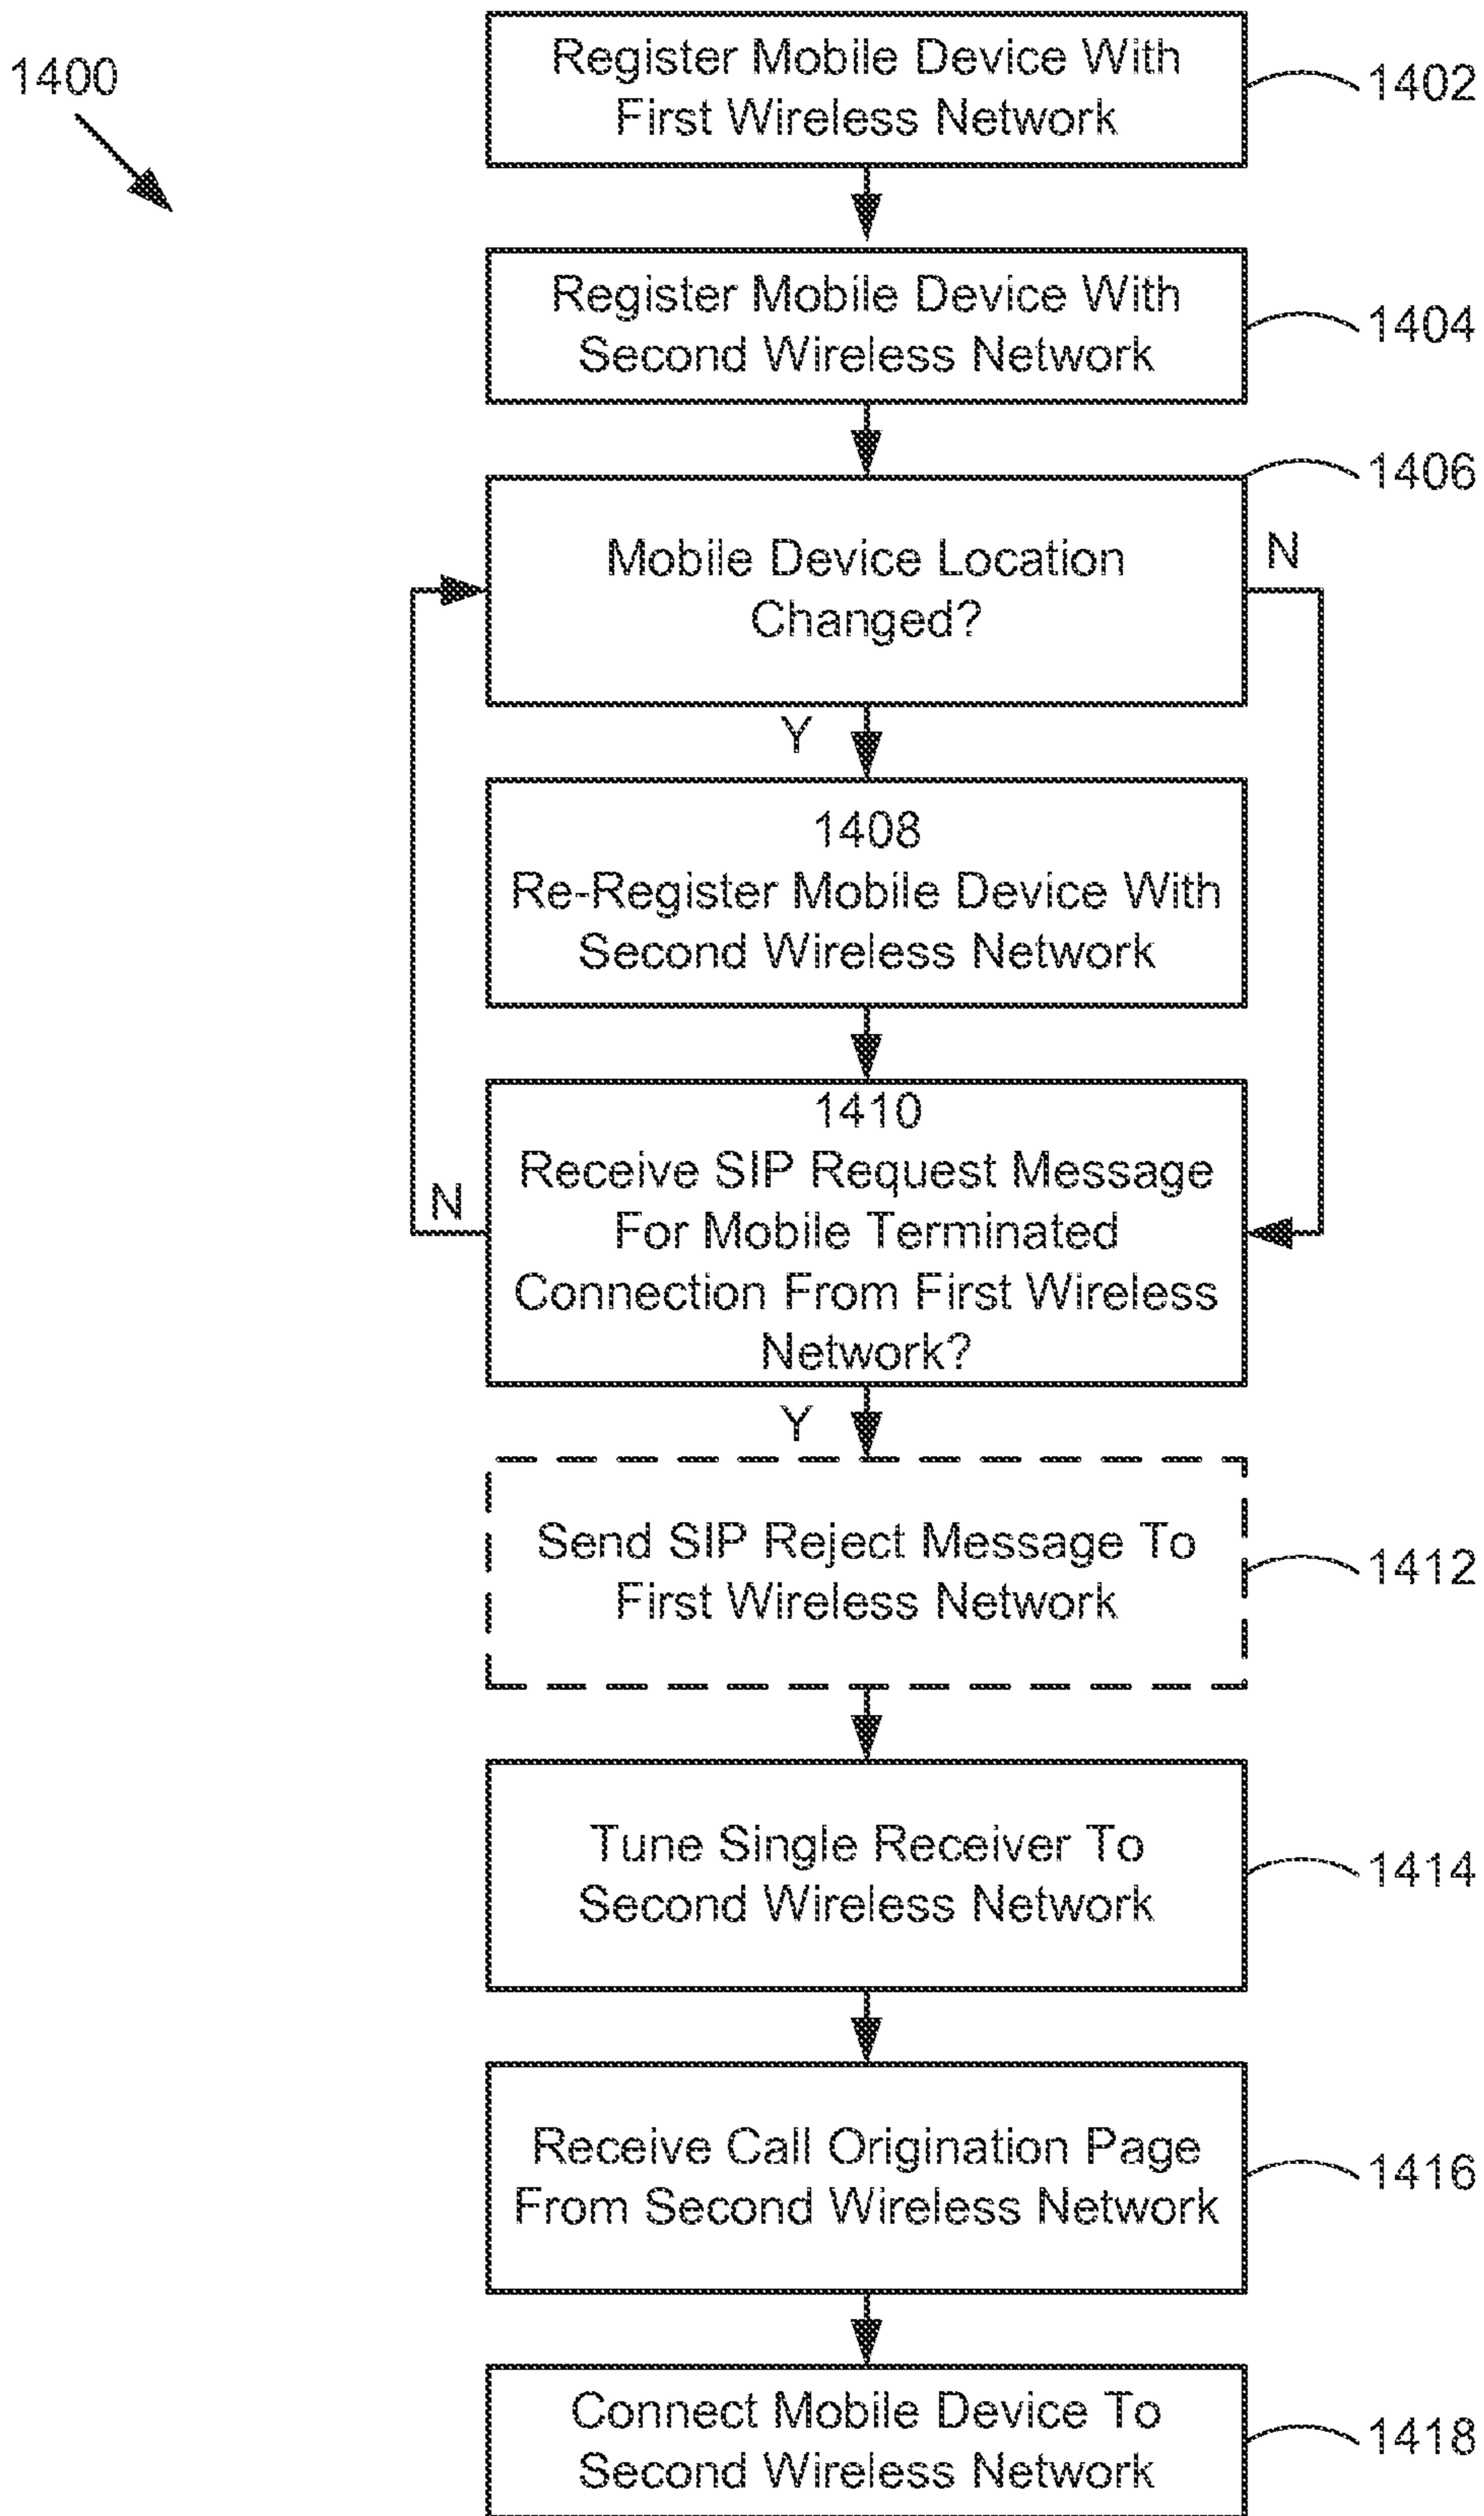 1400
Register Mobile Device With
First Wireless Network
1402
Register Mobile Device With
Second Wireless Network
1404
1406
Mobile Device Location
Changed?
N
Y
1408
Re-Register Mobile Device With
Second Wireless Network
1410
Receive SIP Request Message
For Mobile Terminated
Connection From First Wireless
Network?
N
Y
Send SIP Reject Message To
First Wireless Network
1412
Tune Single Receiver To
Second Wireless Network
1414
Receive Call Origination Page
From Second Wireless Network
1416
Connect Mobile Device To
Second Wireless Network
1418